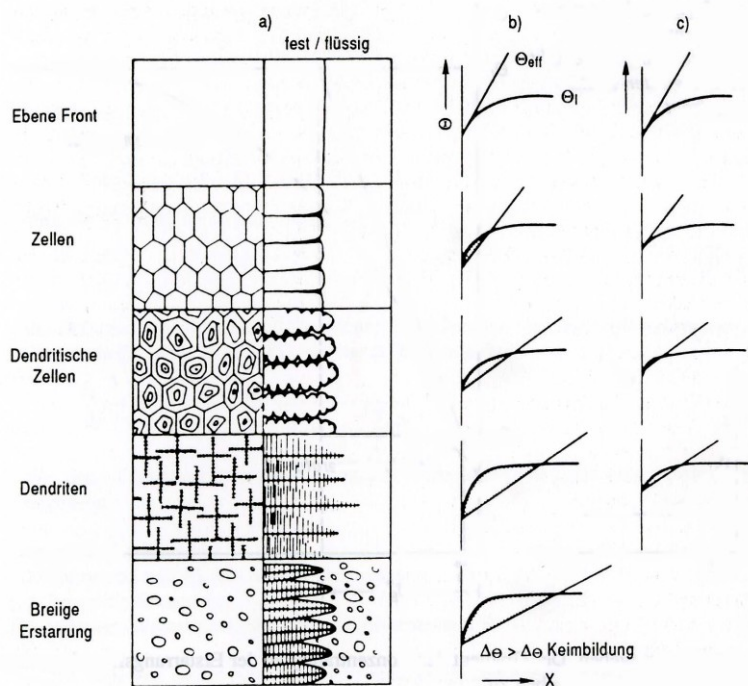 a)
b)
c)
fest / flüssig
Θeff
Θl
Θ
Ebene Front
Zellen
Dendritische
Zellen
Dendriten
Breiige
Erstarrung
ΔΘ > ΔΘ Keimbildung
X